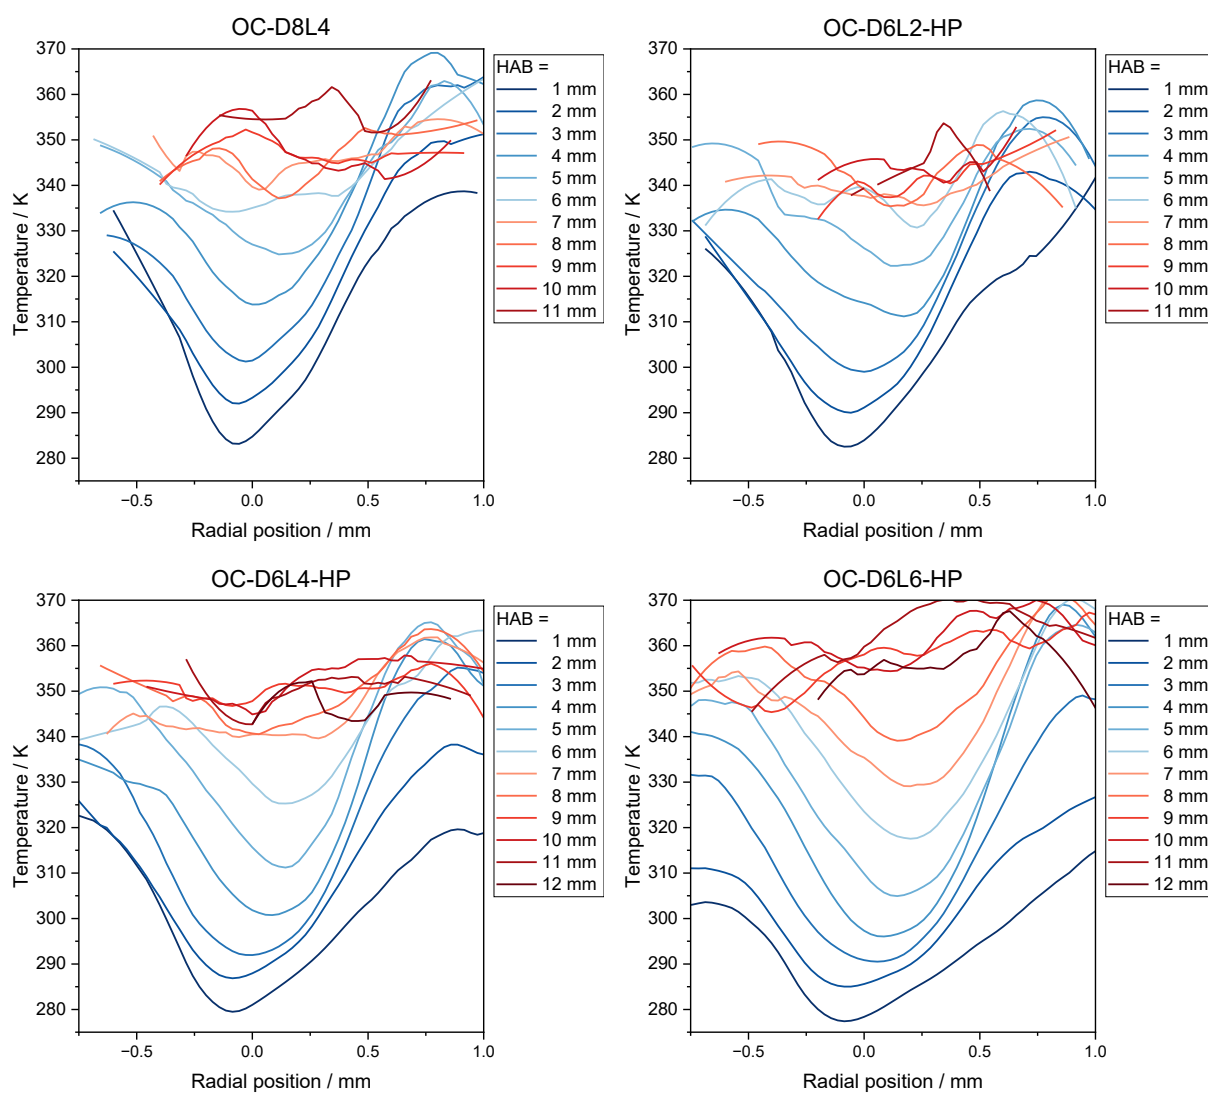 OC-D8L4
Temperature / K
370
360
350
340
330
320
310
300
290
280
−0.5
0.0
0.5
1.0
Radial position / mm
HAB =
1 mm
2 mm
3 mm
4 mm
5 mm
6 mm
7 mm
8 mm
9 mm
10 mm
11 mm
OC-D6L2-HP
Temperature / K
370
360
350
340
330
320
310
300
290
280
−0.5
0.0
0.5
1.0
Radial position / mm
HAB =
1 mm
2 mm
3 mm
4 mm
5 mm
6 mm
7 mm
8 mm
9 mm
10 mm
11 mm
OC-D6L4-HP
Temperature / K
370
360
350
340
330
320
310
300
290
280
−0.5
0.0
0.5
1.0
Radial position / mm
HAB =
1 mm
2 mm
3 mm
4 mm
5 mm
6 mm
7 mm
8 mm
9 mm
10 mm
11 mm
12 mm
OC-D6L6-HP
Temperature / K
370
360
350
340
330
320
310
300
290
280
−0.5
0.0
0.5
1.0
Radial position / mm
HAB =
1 mm
2 mm
3 mm
4 mm
5 mm
6 mm
7 mm
8 mm
9 mm
10 mm
11 mm
12 mm